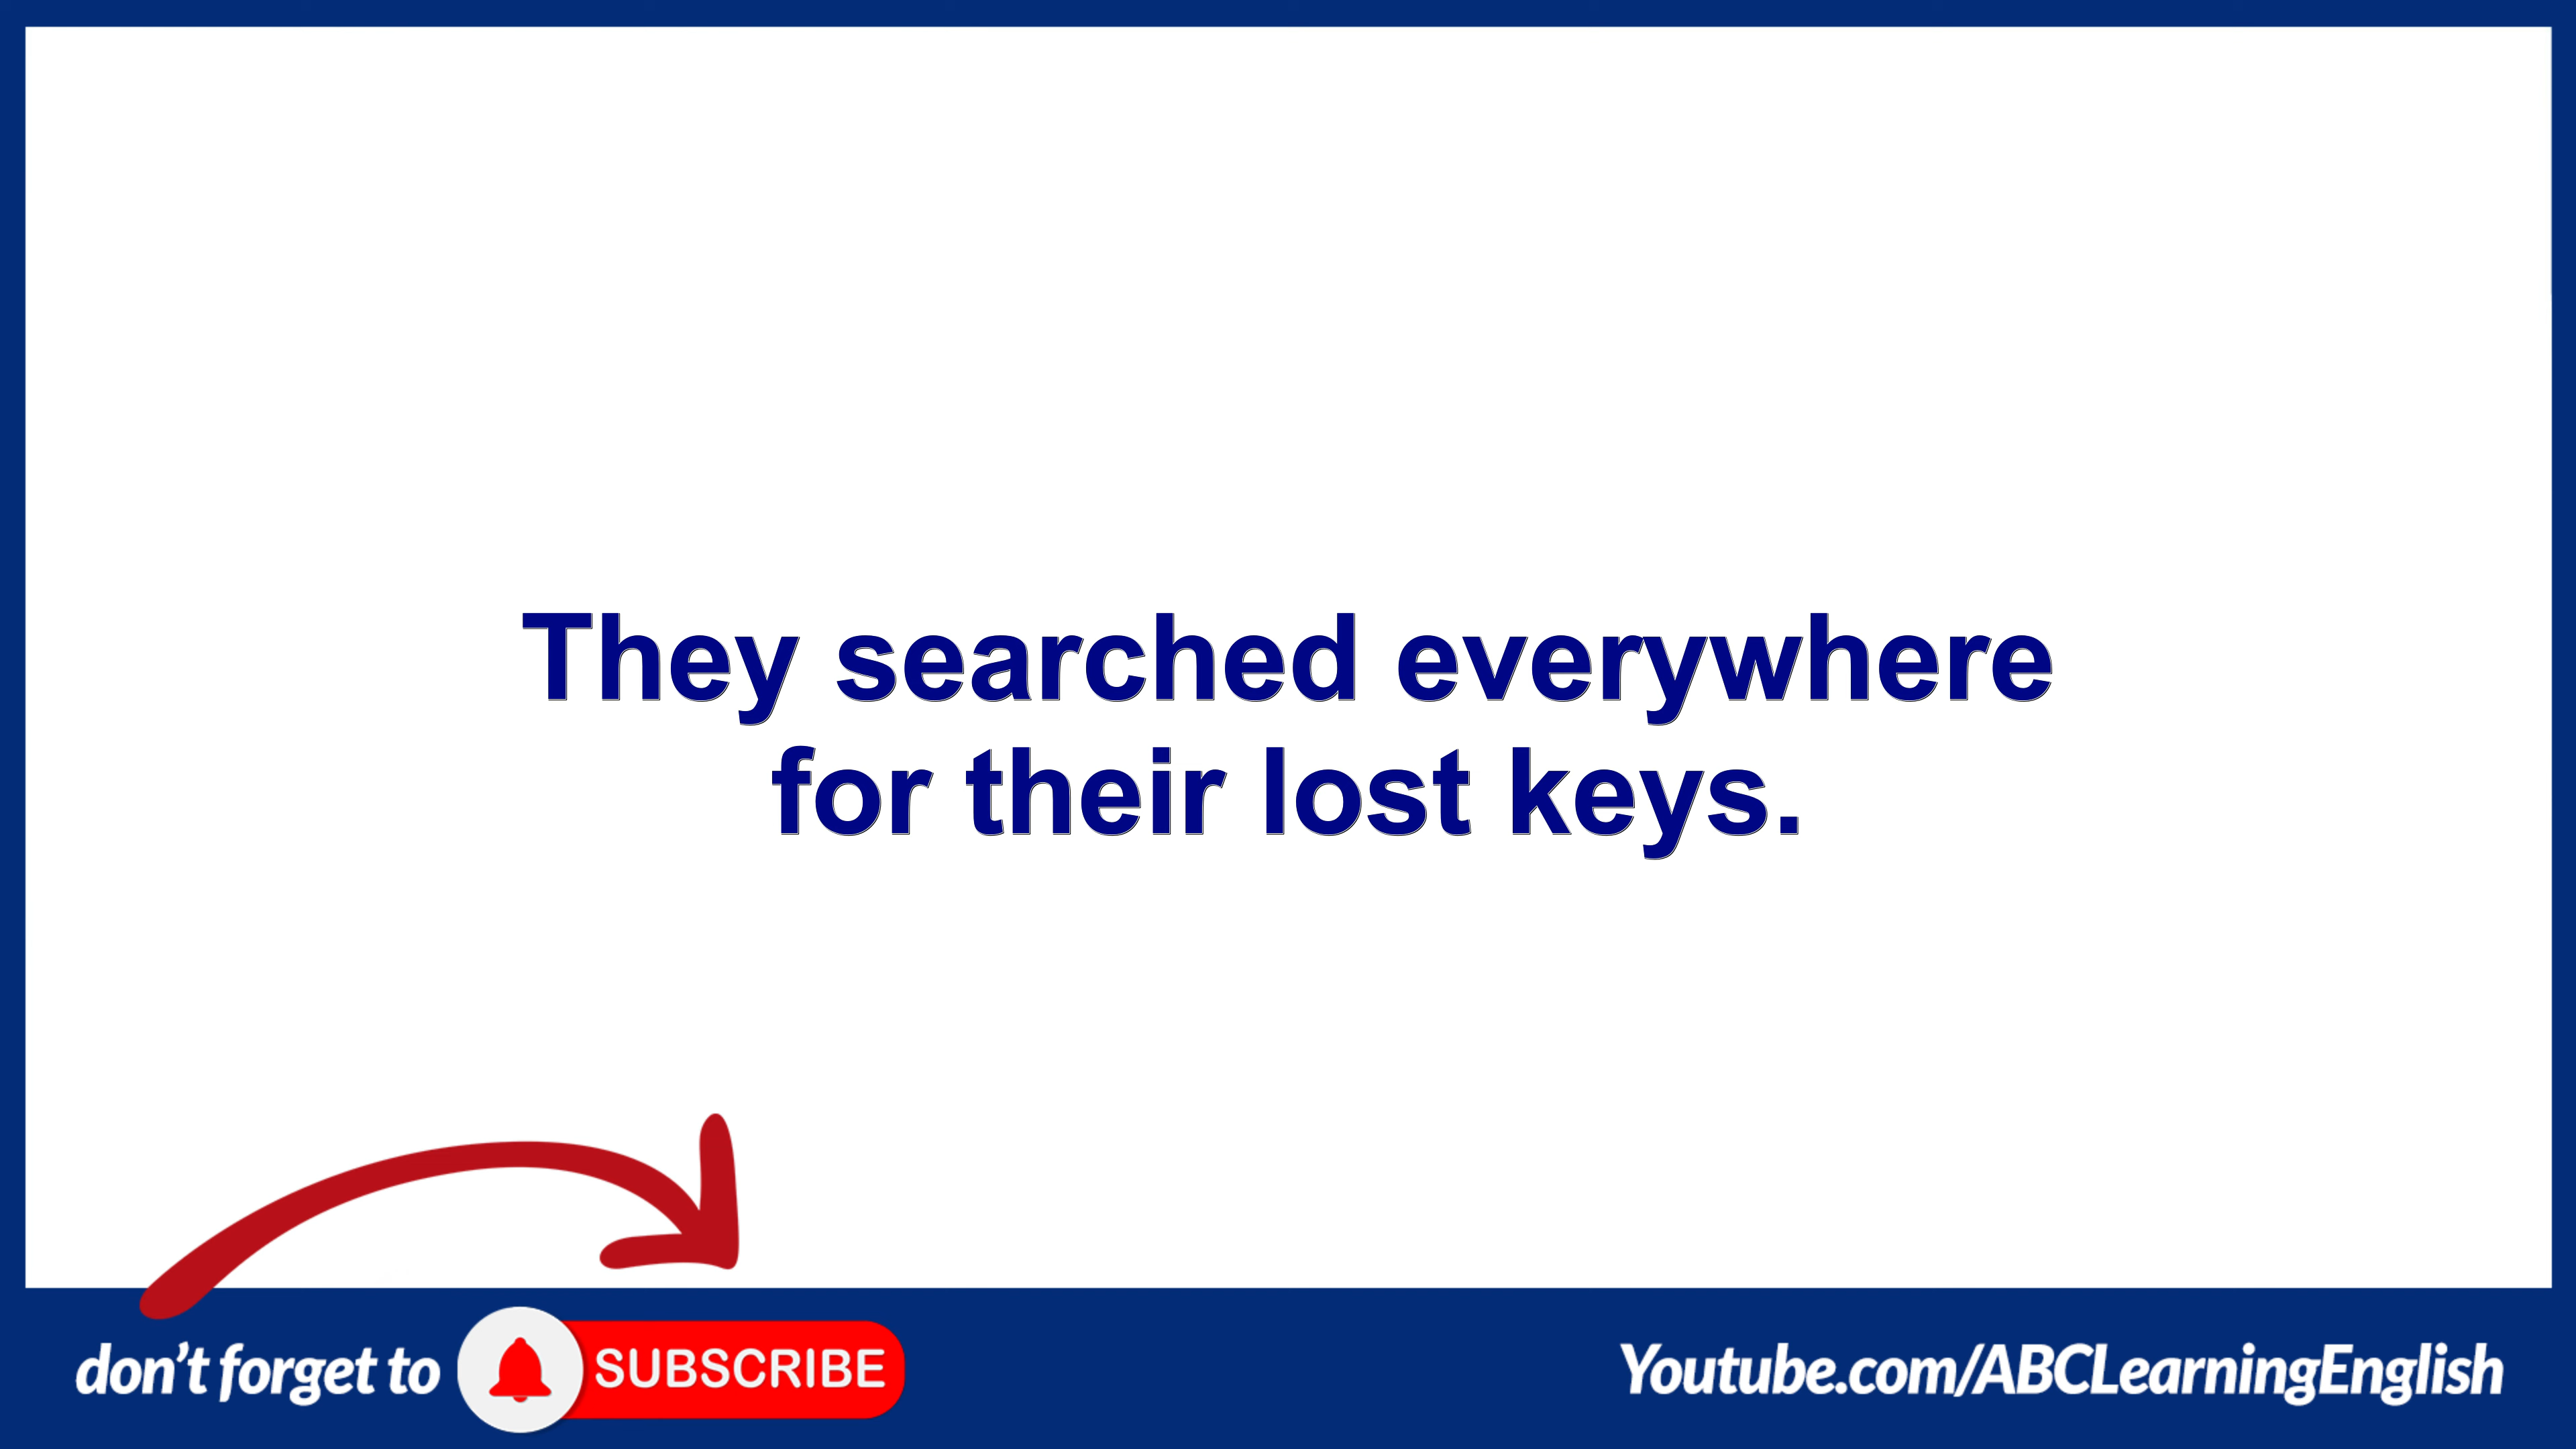 They searched everywhere
for their lost keys.
don't forget to SUBSCRIBE
Youtube.com/ABCLearningEnglish